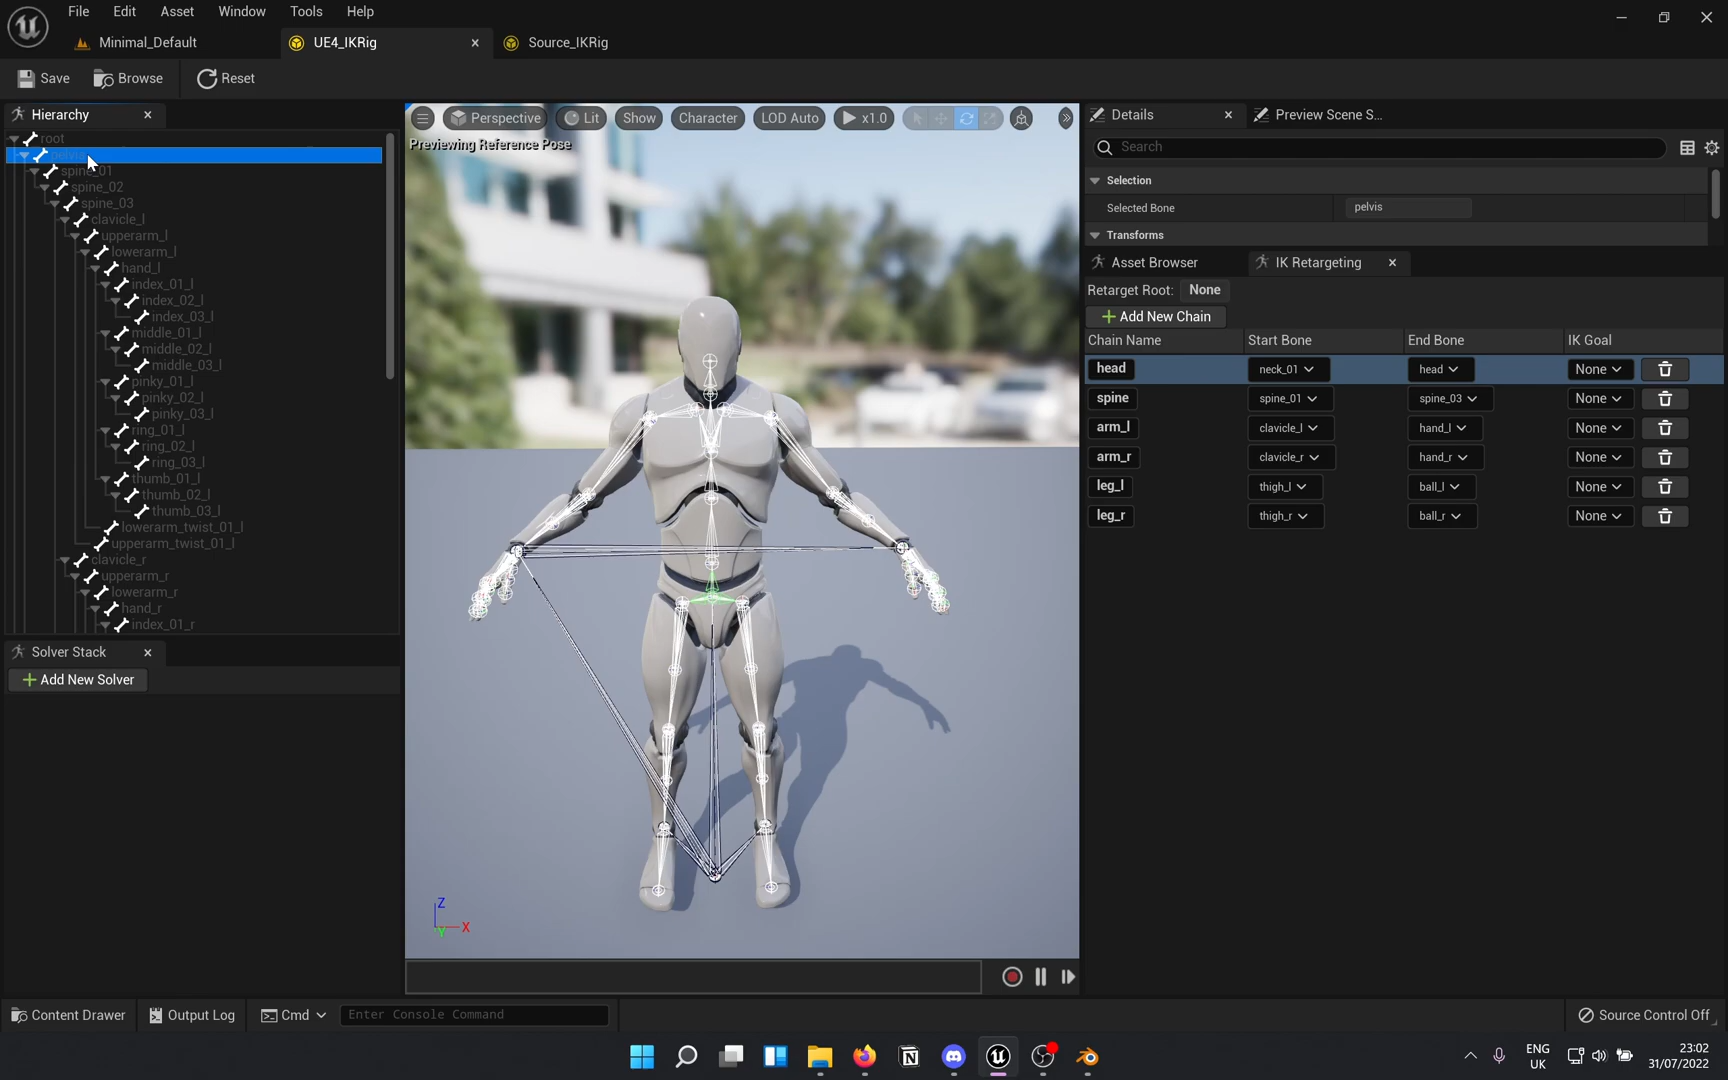 File Edit Asset Window Tools Help
Minimal_Default UE4_IKRig Source_IKRig
Save Browse Reset
Hierarchy
root
pelvis
spine_01
spine_02
spine_03
clavicle_l
upperarm_l
lowerarm_l
hand_l
index_01_l
index_02_l
index_03_l
middle_01_l
middle_02_l
middle_03_l
pinky_01_l
pinky_02_l
pinky_03_l
ring_01_l
ring_02_l
ring_03_l
thumb_01_l
thumb_02_l
thumb_03_l
lowerarm_twist_01_l
upperarm_twist_01_l
clavicle_r
upperarm_r
lowerarm_r
hand_r
index_01_r
Solver Stack
Add New Solver
Perspective Lit Show Character LOD Auto x1.0
Previewing Reference Pose
Z
X
Y
Details Preview Scene S...
Search
Selection
Selected Bone pelvis
Transforms
Asset Browser IK Retargeting
Retarget Root: None
Add New Chain
Chain Name Start Bone End Bone IK Goal
head neck_01 head None
spine spine_01 spine_03 None
arm_l clavicle_l hand_l None
arm_r clavicle_r hand_r None
leg_l thigh_l ball_l None
leg_r thigh_r ball_r None
Content Drawer Output Log Cmd Enter Console Command Source Control Off
ENG 23:02
UK 31/07/2022